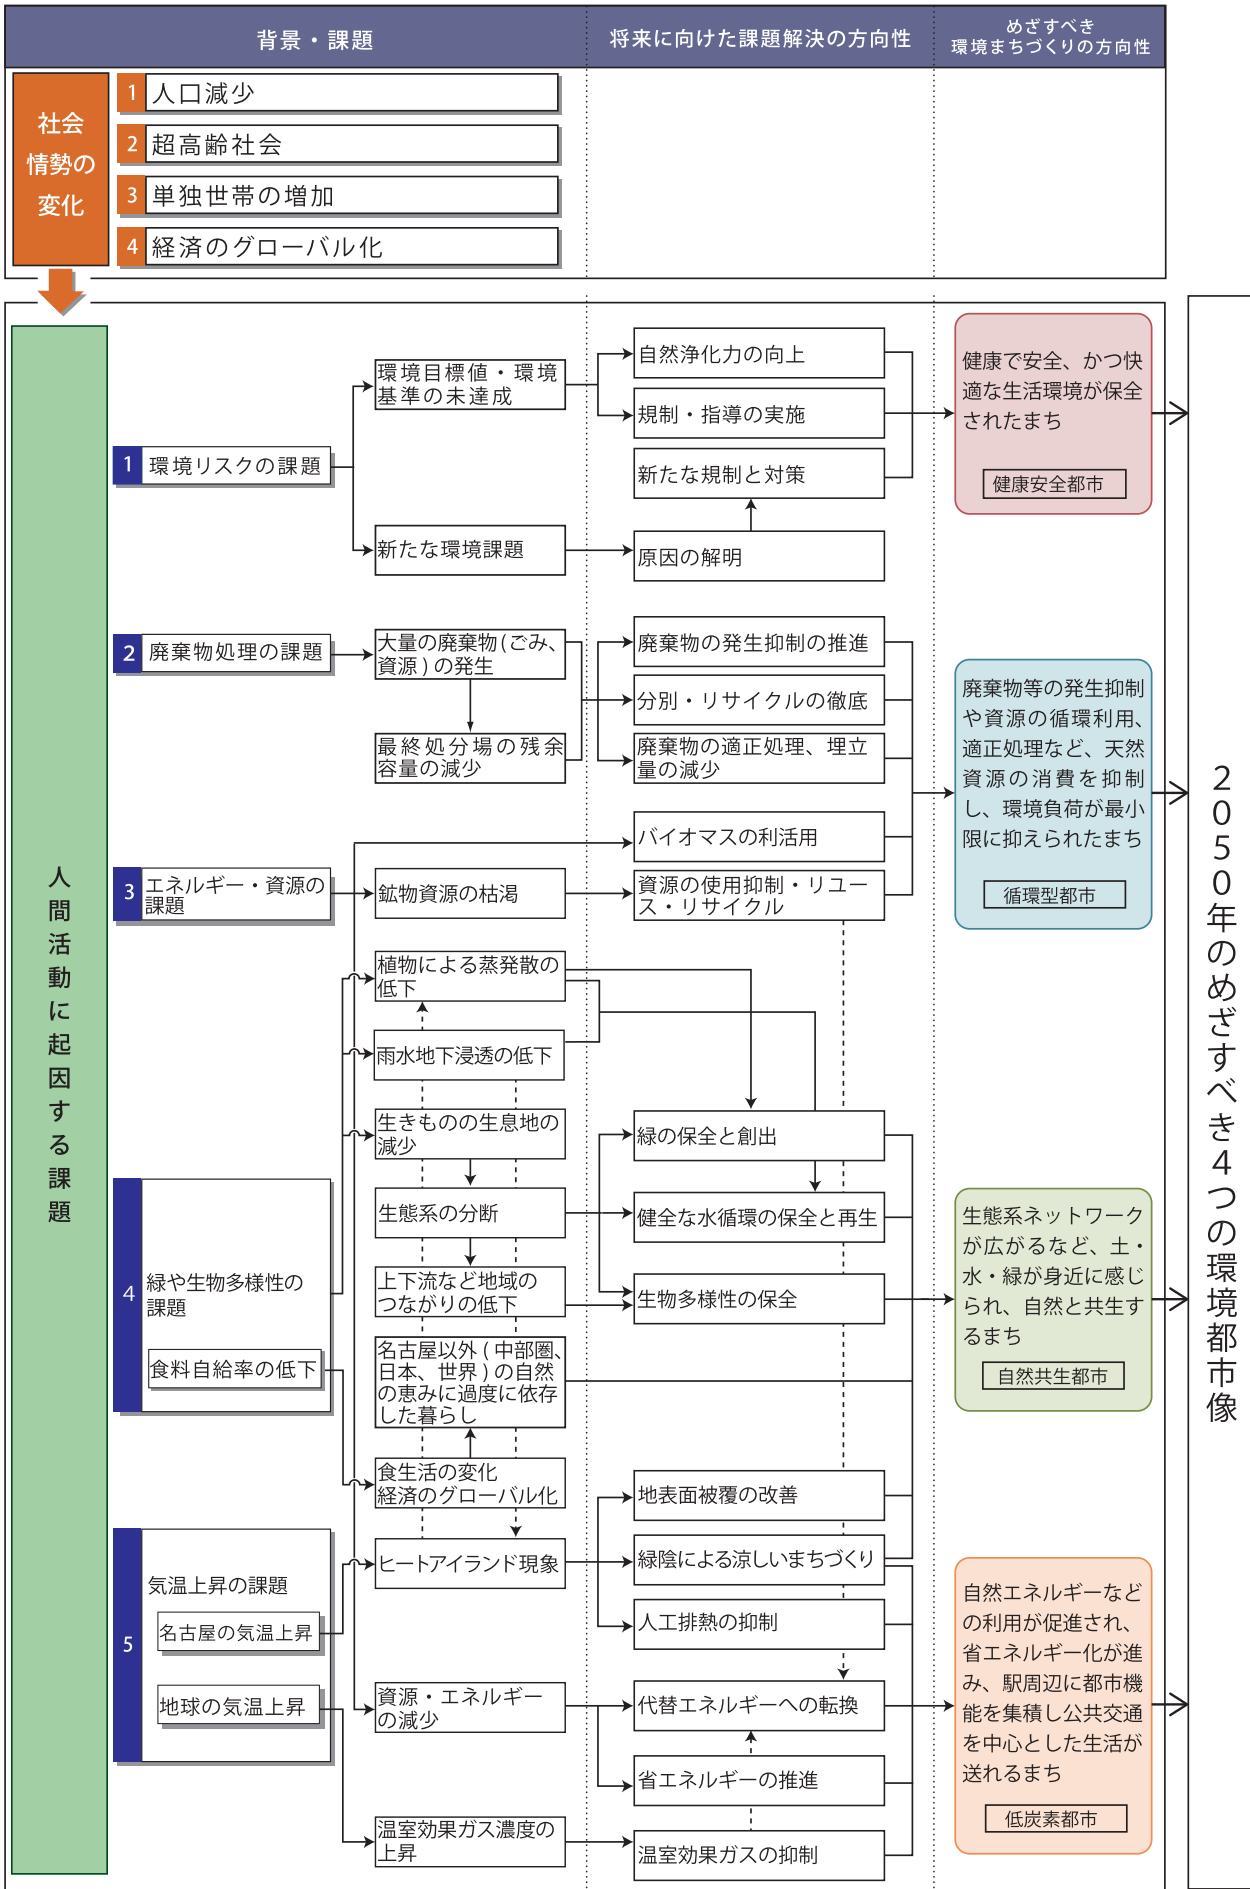 背景・課題
将来に向けた課題解決の方向性
めざすべき
環境まちづくりの方向性
社会
情勢の
変化
1 人口減少
2 超高齢社会
3 単独世帯の増加
4 経済のグローバル化
人間活動に起因する課題
1 環境リスクの課題
環境目標値・環境
基準の未達成
新たな環境課題
自然浄化力の向上
規制・指導の実施
新たな規制と対策
原因の解明
健康で安全、かつ快
適な生活環境が保全
されたまち
健康安全都市
2 廃棄物処理の課題
大量の廃棄物(ごみ、
資源)の発生
最終処分場の残余
容量の減少
廃棄物の発生抑制の推進
分別・リサイクルの徹底
廃棄物の適正処理、埋立
量の減少
バイオマスの利活用
3 エネルギー・資源の
課題
鉱物資源の枯渇
資源の使用抑制・リユー
ス・リサイクル
廃棄物等の発生抑制
や資源の循環利用、
適正処理など、天然
資源の消費を抑制
し、環境負荷が最小
限に抑えられたまち
循環型都市
植物による蒸発散の
低下
雨水地下浸透の低下
生きものの生息地の
減少
生態系の分断
上下流など地域の
つながりの低下
名古屋以外(中部圏、
日本、世界)の自然
の恵みに過度に依存
した暮らし
食生活の変化
経済のグローバル化
4 緑や生物多様性の
課題
食料自給率の低下
緑の保全と創出
健全な水循環の保全と再生
生物多様性の保全
生態系ネットワーク
が広がるなど、土・
水・緑が身近に感じ
られ、自然と共生す
るまち
自然共生都市
5 気温上昇の課題
名古屋の気温上昇
地球の気温上昇
ヒートアイランド現象
資源・エネルギー
の減少
温室効果ガス濃度の
上昇
地表面被覆の改善
緑陰による涼しいまちづくり
人工排熱の抑制
代替エネルギーへの転換
省エネルギーの推進
温室効果ガスの抑制
自然エネルギーなど
の利用が促進され、
省エネルギー化が進
み、駅周辺に都市機
能を集積し公共交通
を中心とした生活が
送れるまち
低炭素都市
2050年のめざすべき4つの環境都市像